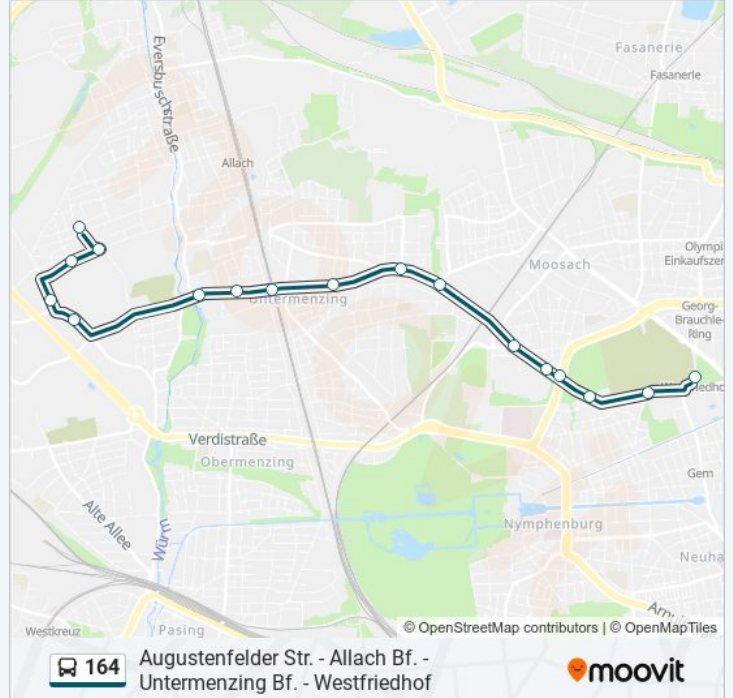 Fasanerie
Fasanerie
Eversbuschstraße
Allach
Olympi
Einkaufszer
Moosach
Untermenzing
Georg-
Brauchle-
Ring
Verdistraße
Obermenzing
Gern
Alte Allee
Würm
Nymphenburg
Neuha
Westkreuz
Pasing
© OpenStreetMap contributors | © OpenMapTiles
164
Augustenfelder Str. - Allach Bf. -
Untermenzing Bf. - Westfriedhof
moovit